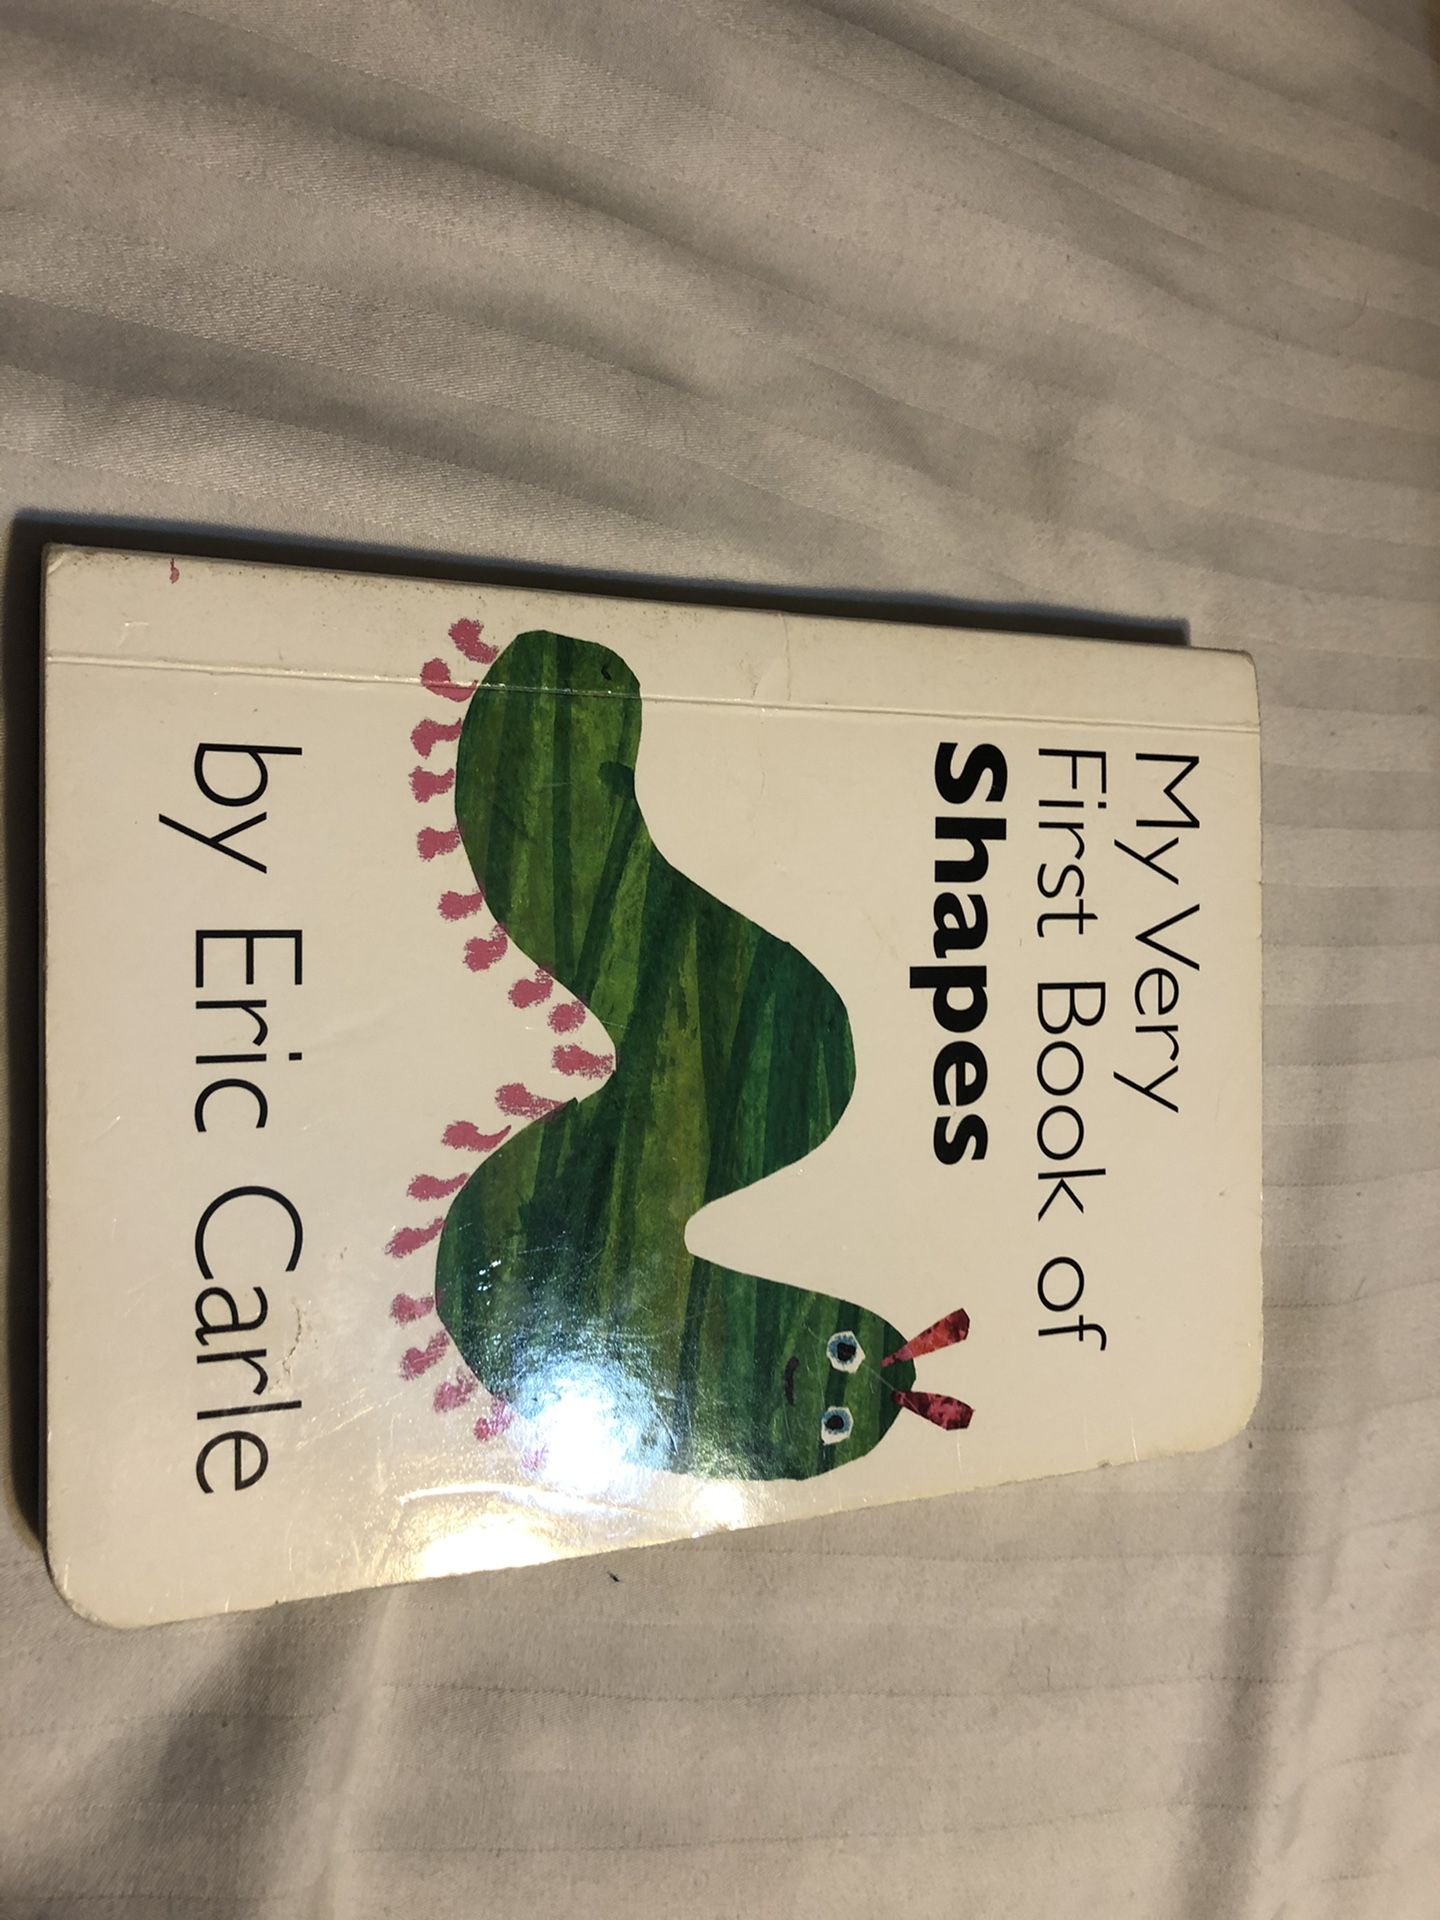 My Very
First Book of
Shapes
by Eric Carle